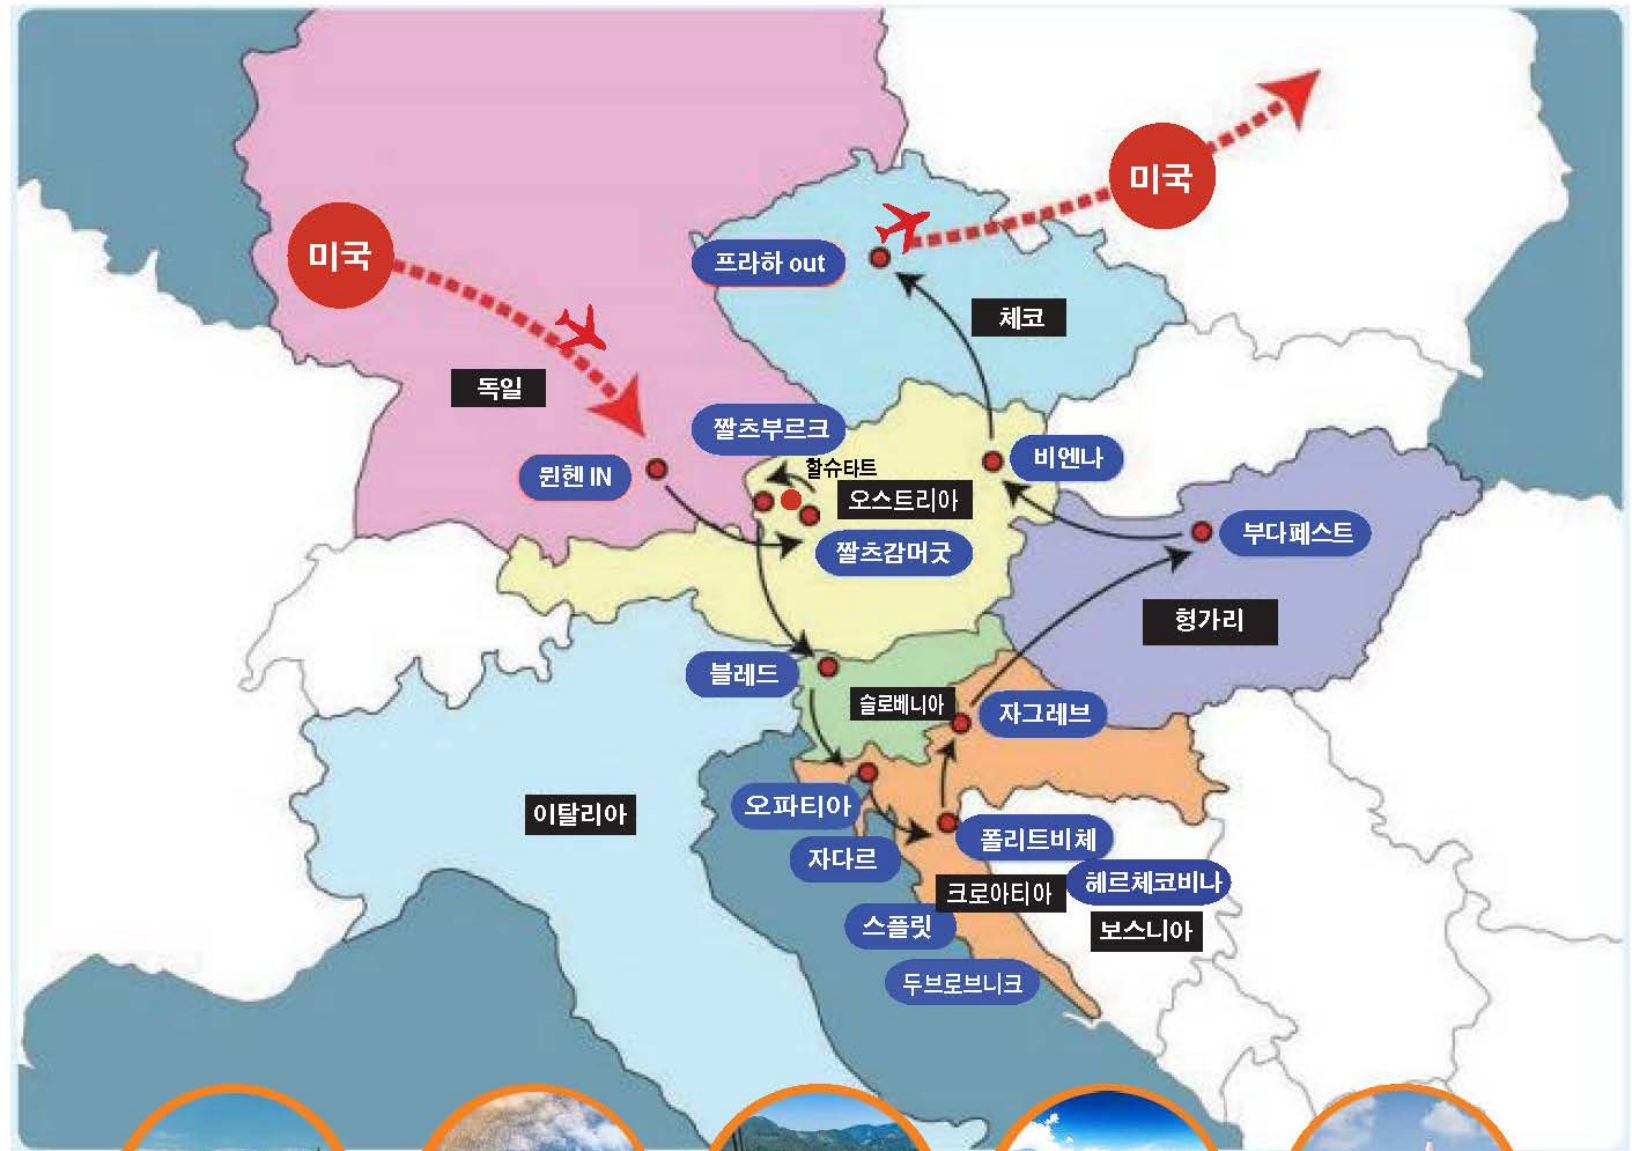 미국
미국
프라하 out
체코
독일
짤츠부르크
할슈타트
비엔나
뮌헨 IN
오스트리아
부다페스트
짤츠감머굿
헝가리
블레드
슬로베니아
자그레브
오파티아
이탈리아
폴리트비체
자다르
헤르체코비나
크로아티아
스플릿
보스니아
두브로브니크